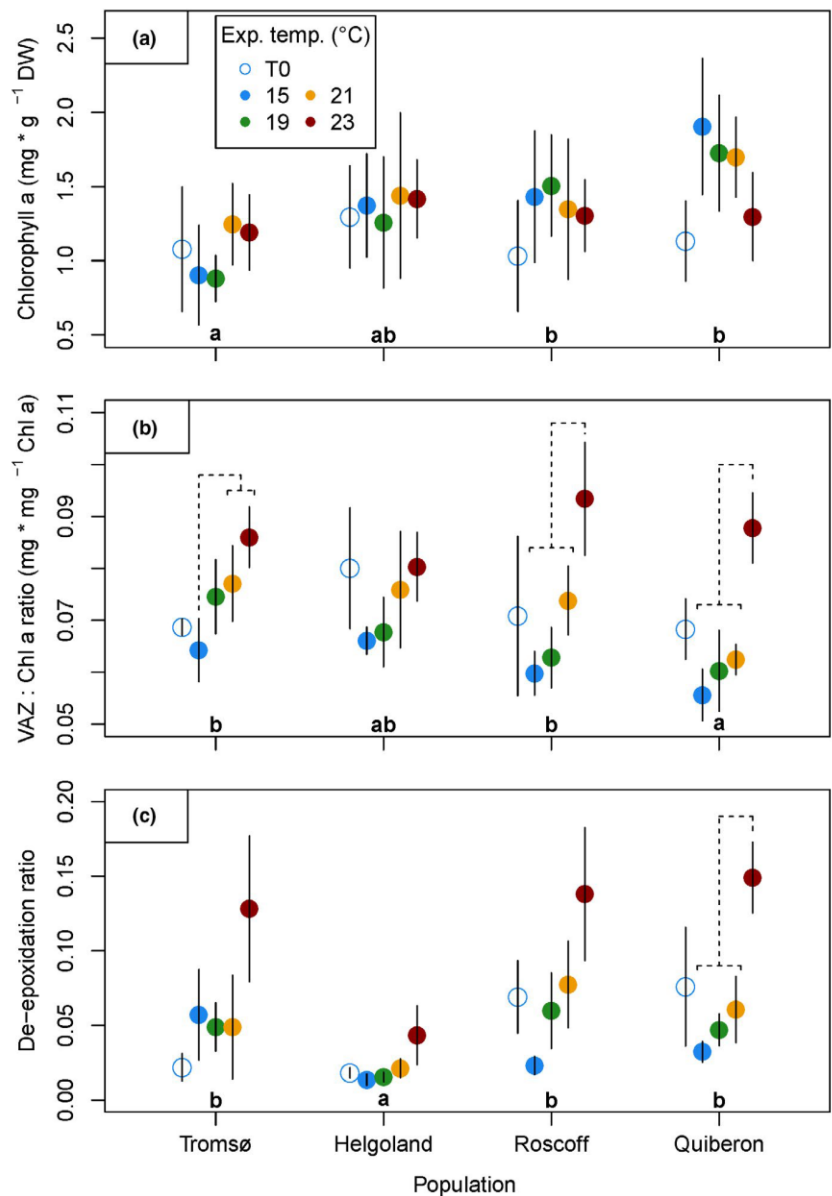 (a)
Exp. temp. (°C)
T0
15 21
19 23
Chlorophyll a (mg * g −1 DW)
2.5
2.0
1.5
1.0
0.5
a ab b b
(b)
VAZ : Chl a ratio (mg * mg −1 Chl a)
0.11
0.09
0.07
0.05
b ab b a
(c)
De−epoxidation ratio
0.20
0.15
0.10
0.05
0.00
b a b b
Tromsø Helgoland Roscoff Quiberon
Population